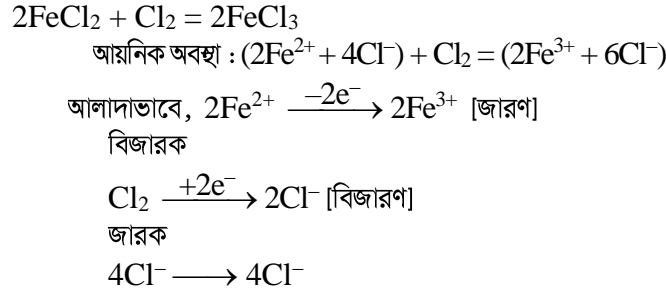 2FeCl₂ + Cl₂ = 2FeCl₃
আয়নিক অবস্থা : (2Fe²⁺ + 4Cl⁻) + Cl₂ = (2Fe³⁺ + 6Cl⁻)
আলাদাভাবে, 2Fe²⁺ —–2e⁻→ 2Fe³⁺ [জারণ]
বিজারক
Cl₂ —+2e⁻→ 2Cl⁻ [বিজারণ]
জারক
4Cl⁻ ⟶ 4Cl⁻